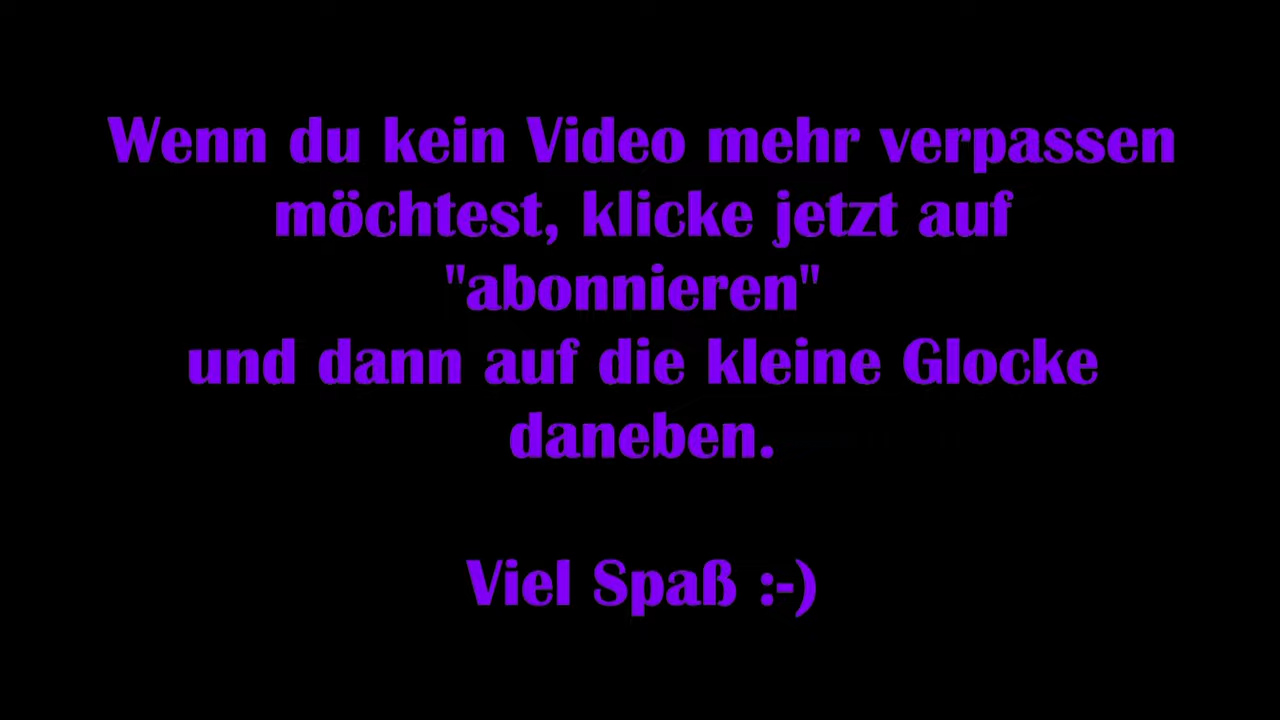 Wenn du kein Video mehr verpassen
möchtest, klicke jetzt auf
"abonnieren"
und dann auf die kleine Glocke
daneben.
Viel Spaß :-)